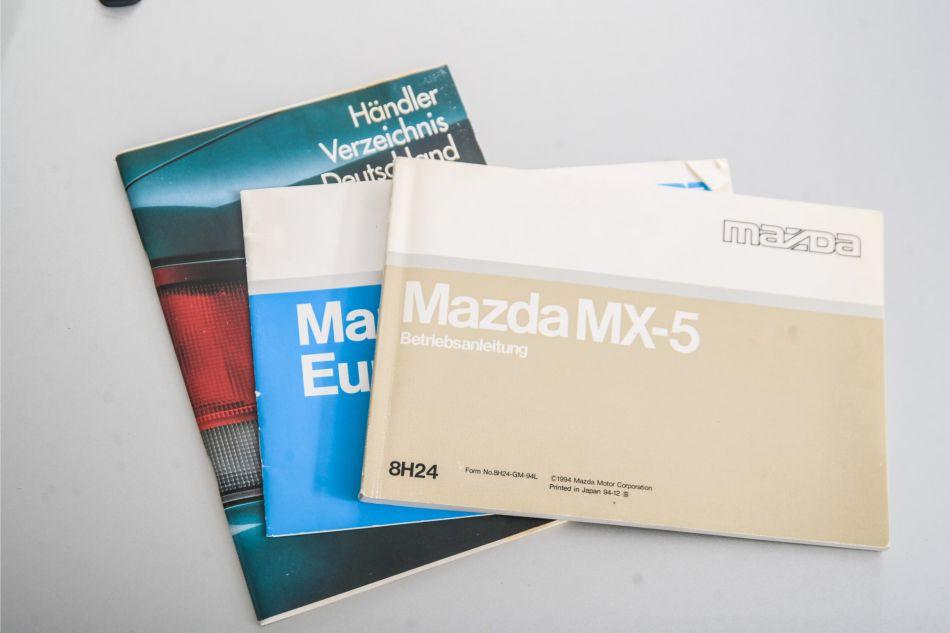 Händler
Verzeichnis
Deutschland
mazda
Mazda MX-5
Betriebsanleitung
8H24
Form No.8H24-GM-94L
©1994 Mazda Motor Corporation
Printed in Japan 94-12 Ⓑ